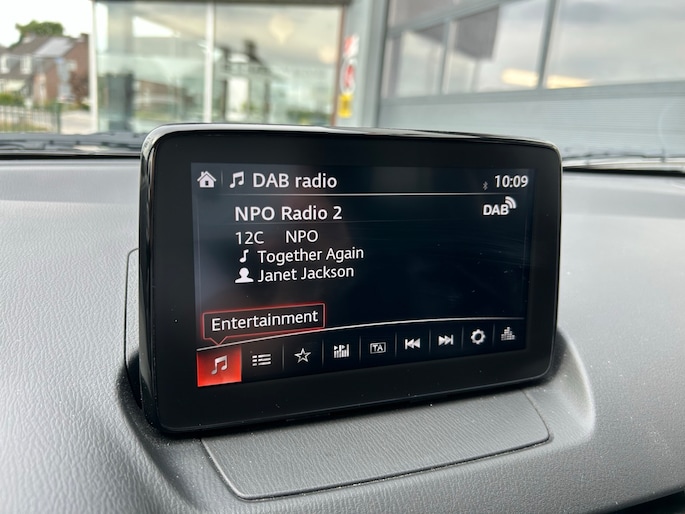 DAB radio
10:09
NPO Radio 2
DAB
12C NPO
Together Again
Janet Jackson
Entertainment
TA